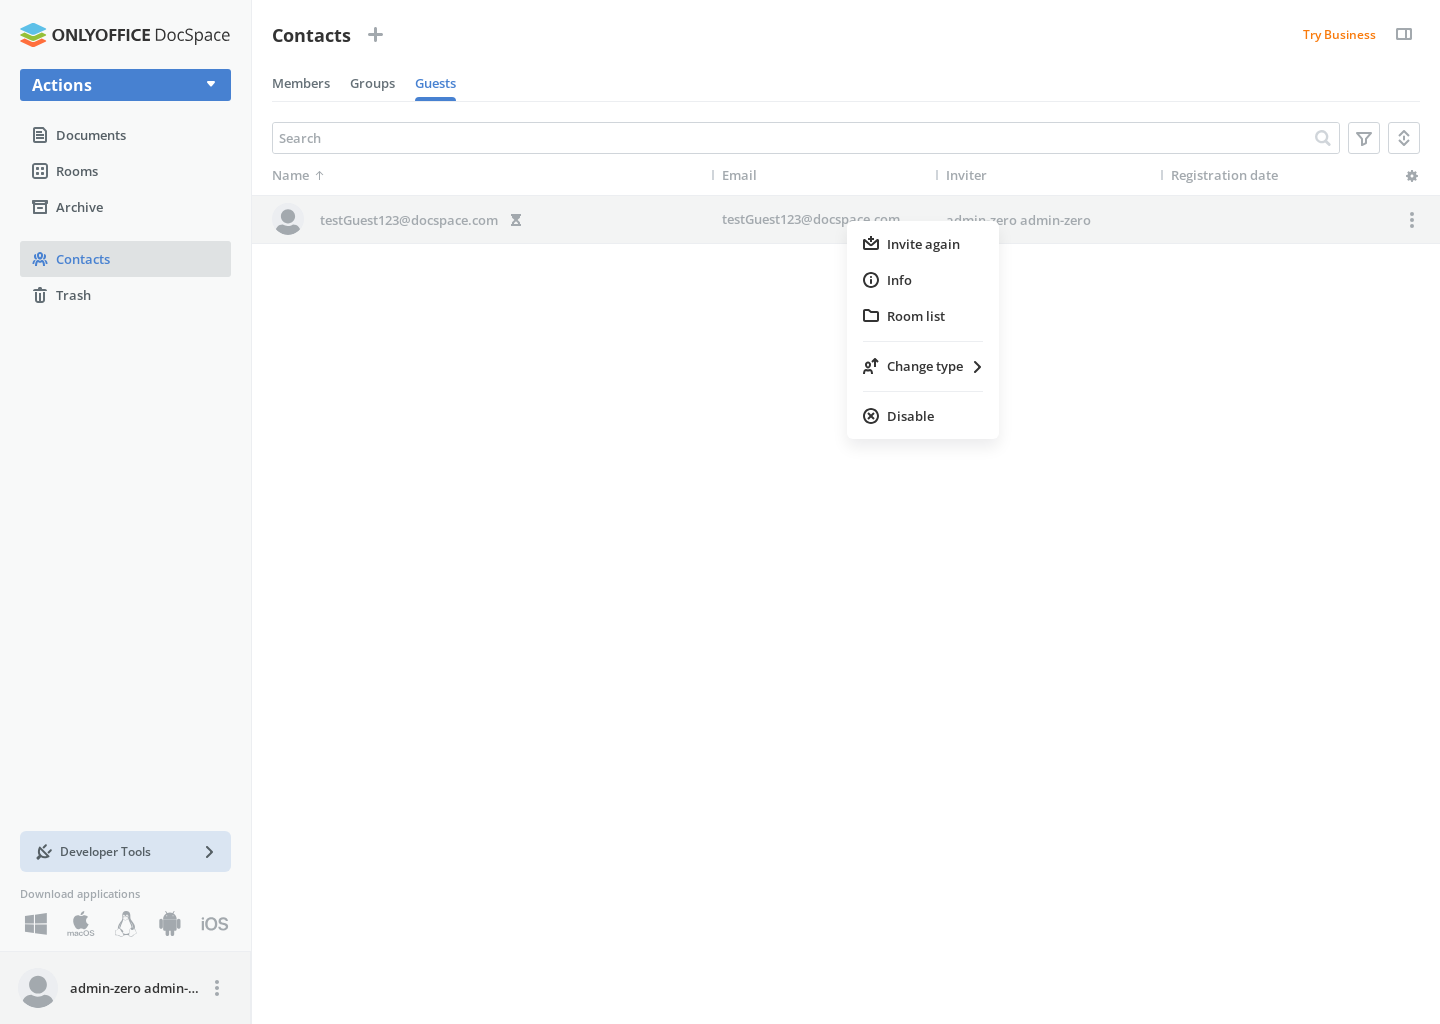 ONLYOFFICE DocSpace
Contacts
Try Business
Actions
Members Groups Guests
Documents
Rooms
Archive
Contacts
Trash
Search
Name Email Inviter Registration date
testGuest123@docspace.com testGuest123@docspace.com admin-zero admin-zero
Invite again
Info
Room list
Change type
Disable
Developer Tools
Download applications
macOS iOS
admin-zero admin-...